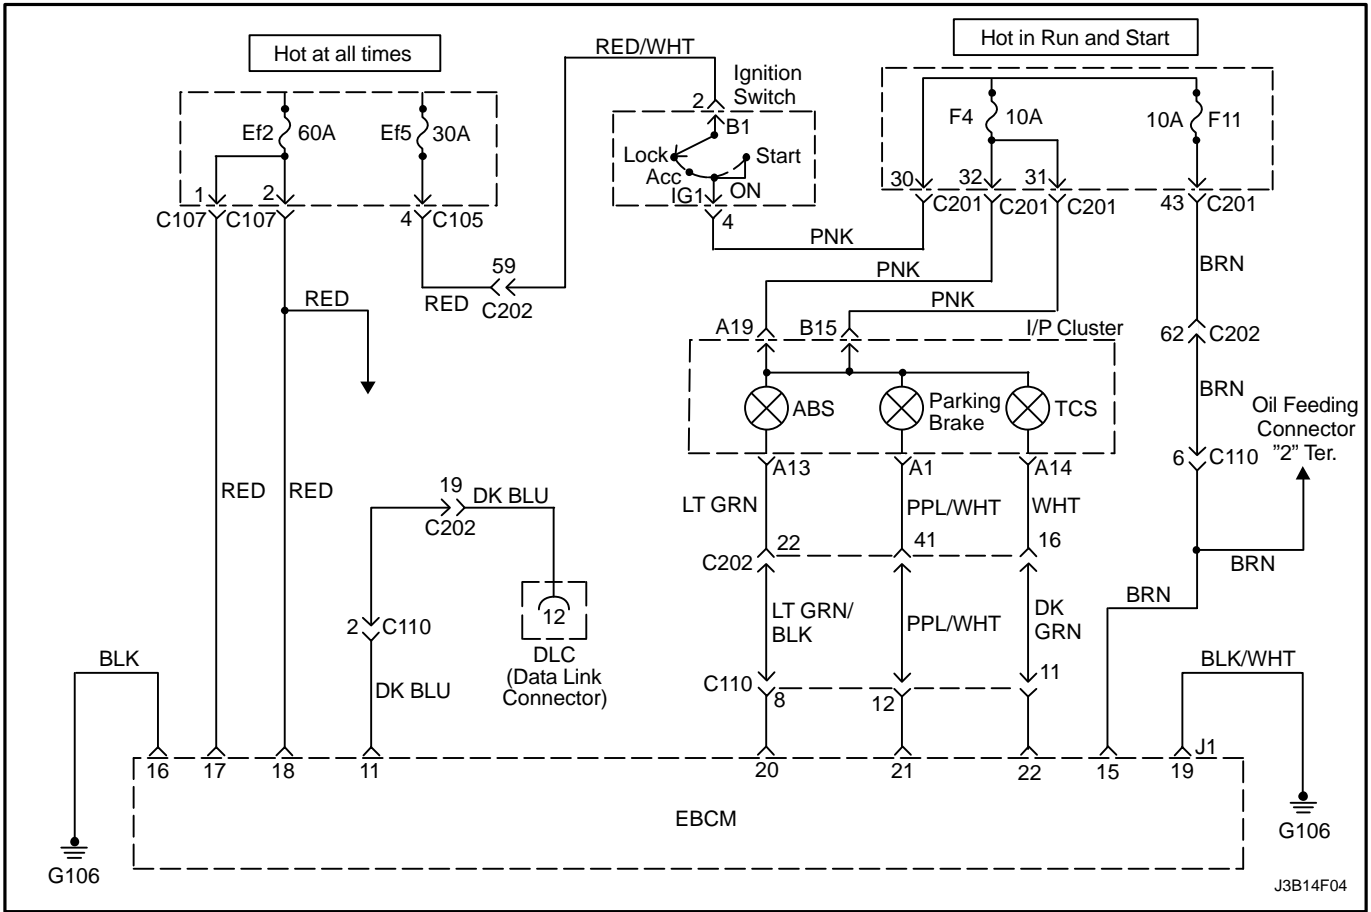 Hot at all times
RED/WHT
Hot in Run and Start
Ignition
Switch
2
B1
Lock
Start
Acc
IG1
ON
4
Ef2
60A
Ef5
30A
F4
10A
10A
F11
1
2
C107
C107
4
C105
30
32
31
C201
C201
C201
43
C201
PNK
PNK
PNK
BRN
59
RED
C202
RED
A19
B15
I/P Cluster
62
C202
ABS
Parking
Brake
TCS
BRN
Oil Feeding
Connector
”2” Ter.
A13
A1
A14
6
C110
RED
RED
19
DK BLU
C202
LT GRN
PPL/WHT
WHT
22
41
16
C202
BRN
BRN
12
LT GRN/
BLK
PPL/WHT
DK
GRN
2
C110
DLC
(Data Link
Connector)
BLK
DK BLU
C110
8
12
11
BLK/WHT
J1
16
17
18
11
20
21
22
15
19
EBCM
G106
G106
J3B14F04